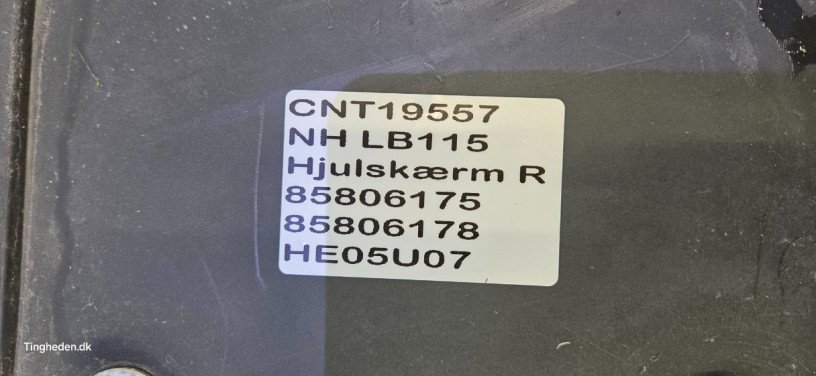 CNT19557
NH LB115
Hjulskærm R
85806175
85806178
HE05U07
Tingheden.dk